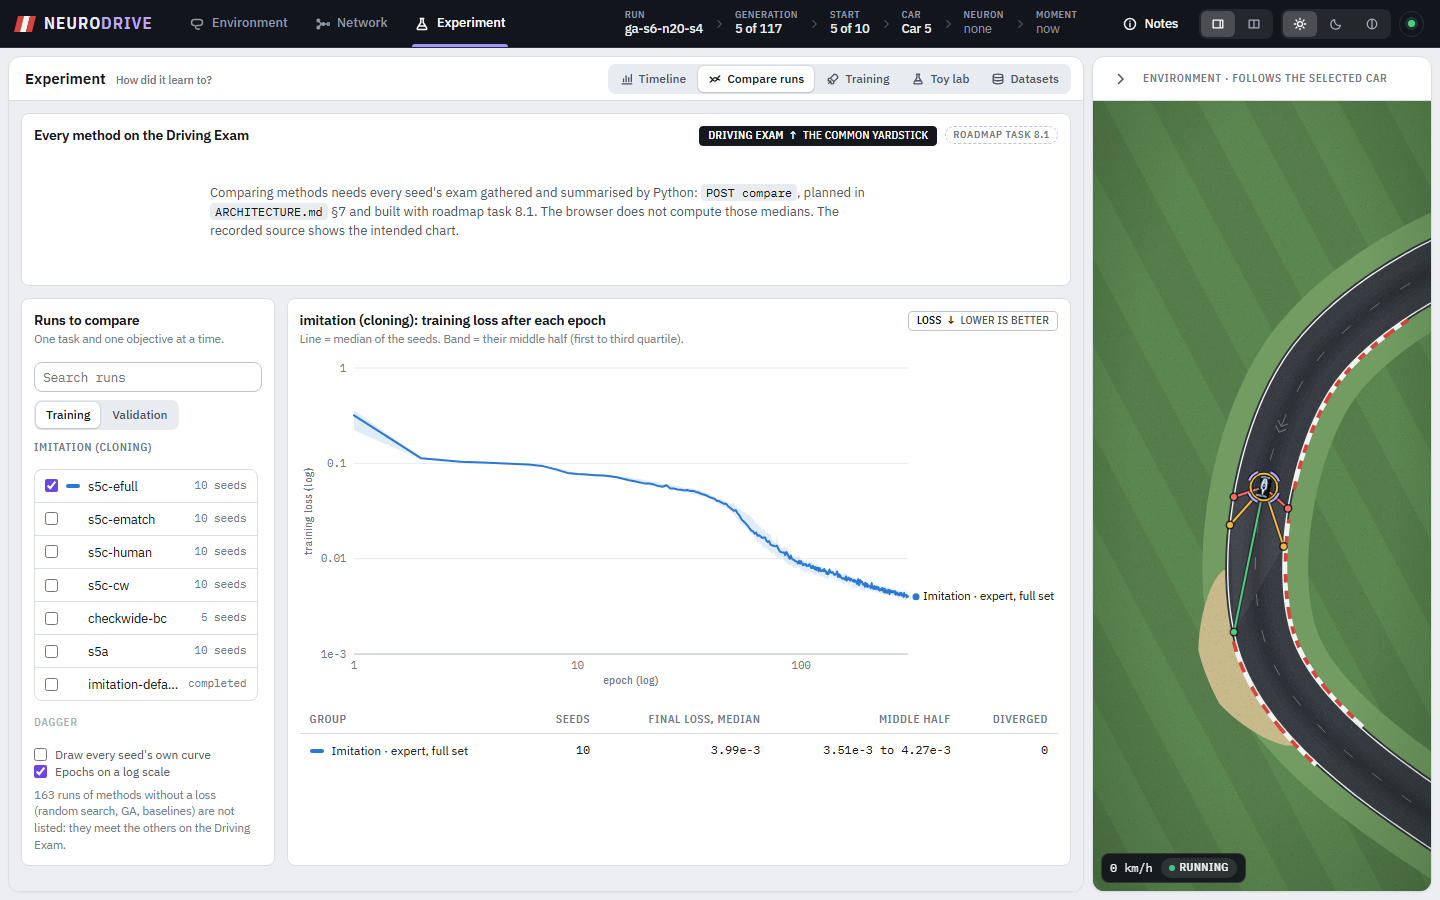 NEURODRIVE
Environment
Network
Experiment
RUN
ga-s6-n20-s4
GENERATION
5 of 117
START
5 of 10
CAR
Car 5
NEURON
none
MOMENT
now
Notes
Experiment How did it learn to?
Timeline
Compare runs
Training
Toy lab
Datasets
ENVIRONMENT · FOLLOWS THE SELECTED CAR
Every method on the Driving Exam
DRIVING EXAM ↑ THE COMMON YARDSTICK
ROADMAP TASK 8.1
Comparing methods needs every seed's exam gathered and summarised by Python: POST compare, planned in
ARCHITECTURE.md §7 and built with roadmap task 8.1. The browser does not compute those medians. The
recorded source shows the intended chart.
Runs to compare
One task and one objective at a time.
Search runs
Training
Validation
IMITATION (CLONING)
s5c-efull 10 seeds
s5c-ematch 10 seeds
s5c-human 10 seeds
s5c-cw 10 seeds
checkwide-bc 5 seeds
s5a 10 seeds
imitation-defa... completed
DAGGER
Draw every seed's own curve
Epochs on a log scale
163 runs of methods without a loss
(random search, GA, baselines) are not
listed: they meet the others on the Driving
Exam.
imitation (cloning): training loss after each epoch
LOSS ↓ LOWER IS BETTER
Line = median of the seeds. Band = their middle half (first to third quartile).
1
0.1
0.01
1e-3
training loss (log)
1
10
100
epoch (log)
Imitation · expert, full set
GROUP SEEDS FINAL LOSS, MEDIAN MIDDLE HALF DIVERGED
Imitation · expert, full set 10 3.99e-3 3.51e-3 to 4.27e-3 0
0 km/h
RUNNING